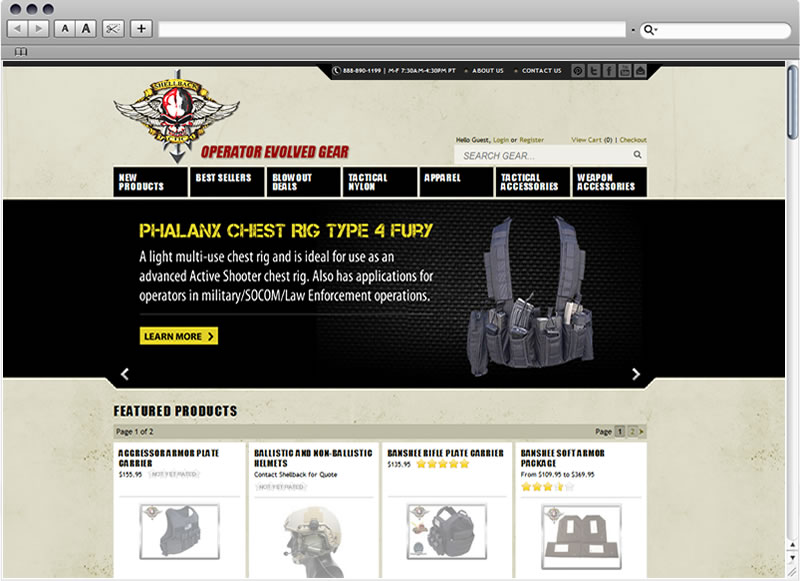 A A +
888-890-1199 | M-F 7:30AM-4:30PM PT • ABOUT US • CONTACT US
SHELLBACK
TACTICAL
OPERATOR EVOLVED GEAR
Hello Guest, Login or Register
View Cart (0) | Checkout
SEARCH GEAR...
NEW PRODUCTS
BEST SELLERS
BLOWOUT DEALS
TACTICAL NYLON
APPAREL
TACTICAL ACCESSORIES
WEAPON ACCESSORIES
PHALANX CHEST RIG TYPE 4 FURY
A light multi-use chest rig and is ideal for use as an
advanced Active Shooter chest rig. Also has applications for
operators in military/SOCOM/Law Enforcement operations.
LEARN MORE
FEATURED PRODUCTS
Page 1 of 2
Page 1 2
AGGRESSOR ARMOR PLATE
CARRIER
$155.95 NOT YET RATED
BALLISTIC AND NON-BALLISTIC
HELMETS
Contact Shellback for Quote
NOT YET RATED
BANSHEE RIFLE PLATE CARRIER
$135.95
BANSHEE SOFT ARMOR
PACKAGE
From $109.95 to $369.95